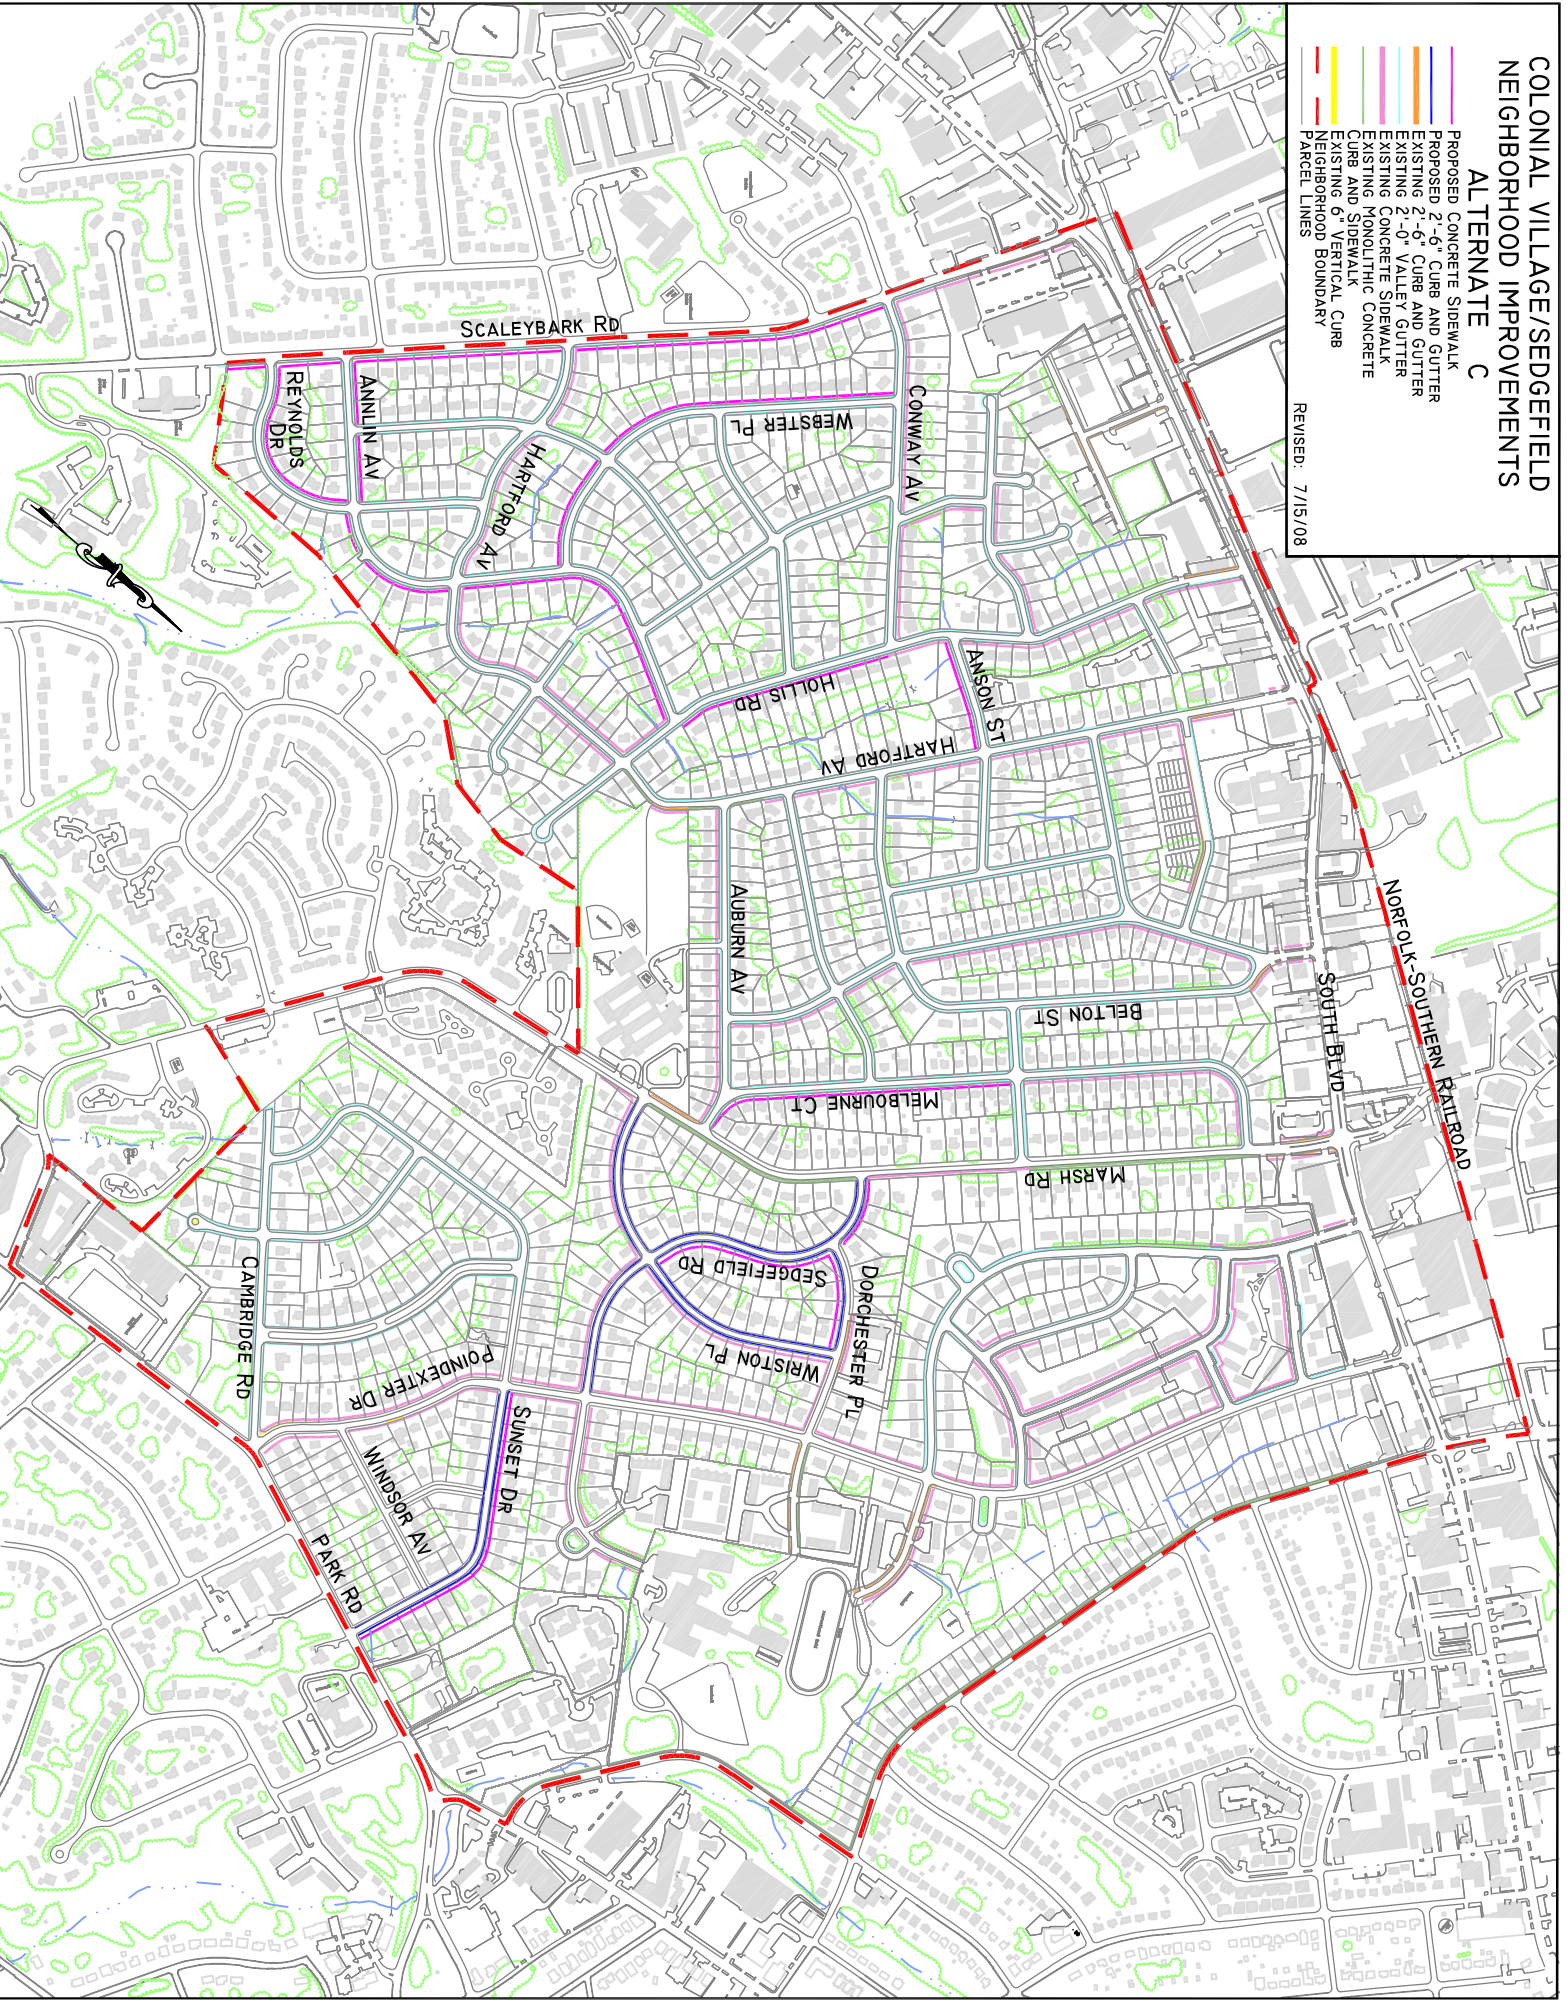 COLONIAL VILLAGE/SEDGEFIELD
NEIGHBORHOOD IMPROVEMENTS
ALTERNATE C
PROPOSED CONCRETE SIDEWALK
PROPOSED 2'-6" CURB AND GUTTER
EXISTING 2'-6" CURB AND GUTTER
EXISTING 2'-0" VALLEY GUTTER
EXISTING CONCRETE SIDEWALK
EXISTING MONOLITHIC CONCRETE
CURB AND SIDEWALK
EXISTING 6" VERTICAL CURB
NEIGHBORHOOD BOUNDARY
PARCEL LINES
REVISED: 7/15/08
NORFOLK-SOUTHERN RAILROAD
SOUTH BLVD
SCALEYBARK RD
CONWAY AV
WEBSTER PL
ANNLIN AV
REYNOLDS
DR
HARTFORD AV
HOLLIS RD
ANSON ST
HARTFORD AV
AUBURN AV
BELTON ST
MELBOURNE CT
MARSH RD
SEDGEFIELD RD
DORCHESTER PL
WRISTON PL
CAMBRIDGE RD
POINDEXTER DR
SUNSET DR
WINDSOR AV
PARK RD